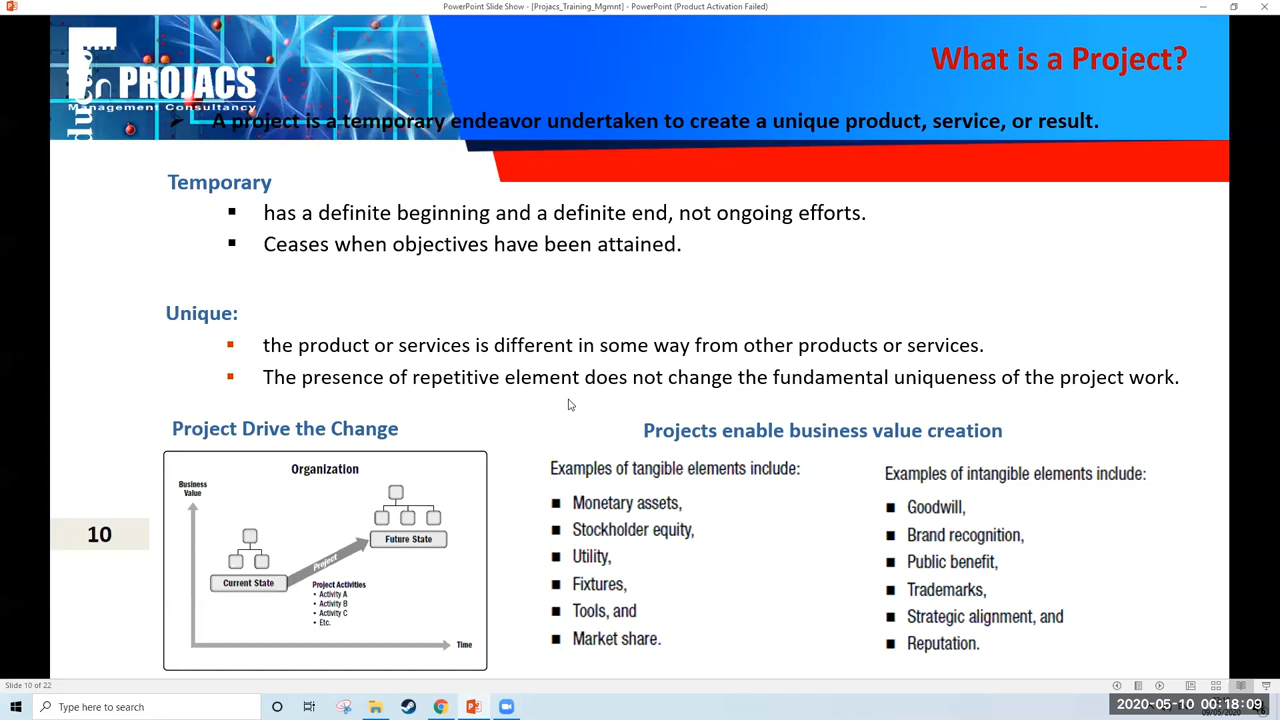 PowerPoint Slide Show - [Projacs_Training_Mgmnt] - PowerPoint (Product Activation Failed)
PROJACS
Management Consultancy
What is a Project?
A project is a temporary endeavor undertaken to create a unique product, service, or result.
Temporary
has a definite beginning and a definite end, not ongoing efforts.
Ceases when objectives have been attained.
Unique:
the product or services is different in some way from other products or services.
The presence of repetitive element does not change the fundamental uniqueness of the project work.
Project Drive the Change
Organization
Business
Value
Future State
Project
Current State
Project Activities
• Activity A
• Activity B
• Activity C
• Etc.
Time
Projects enable business value creation
Examples of tangible elements include:
Monetary assets,
Stockholder equity,
Utility,
Fixtures,
Tools, and
Market share.
Examples of intangible elements include:
Goodwill,
Brand recognition,
Public benefit,
Trademarks,
Strategic alignment, and
Reputation.
10
Slide 10 of 22
Type here to search
2020-05-10 00:18:09